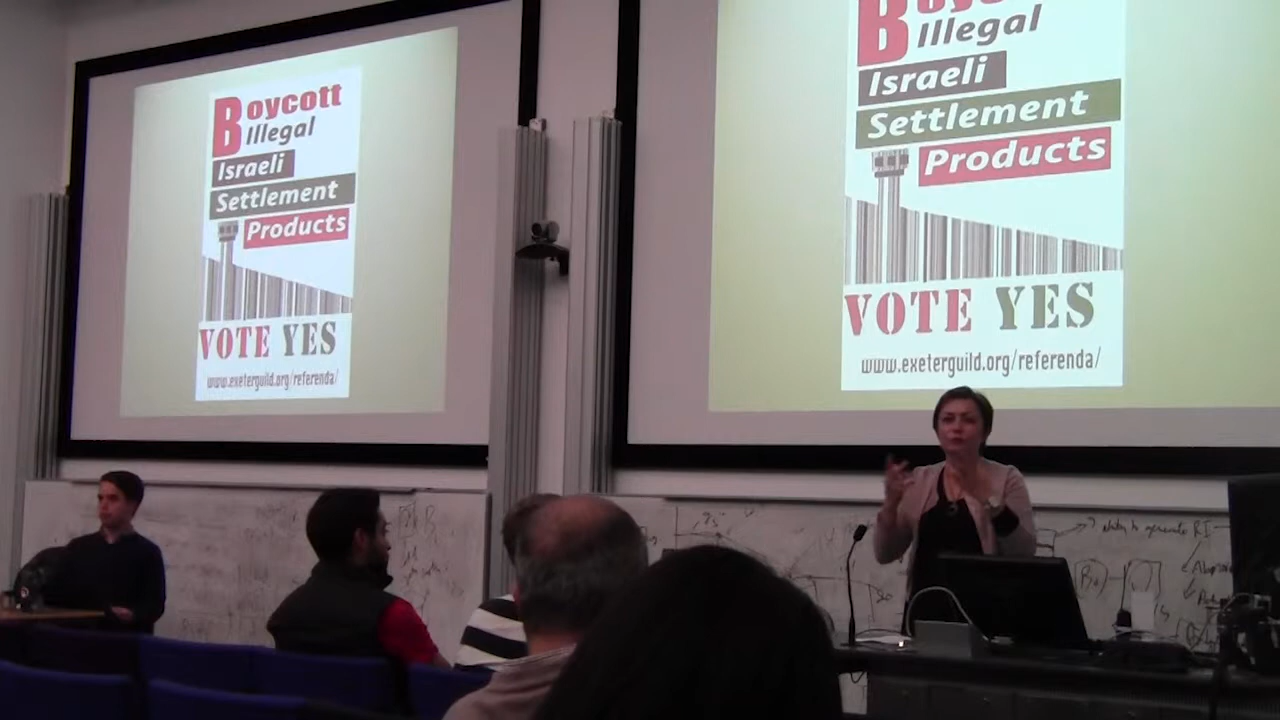 Boycott
Illegal
Israeli
Settlement
Products
VOTE YES
www.exeterguild.org/referenda/
Boycott
Illegal
Israeli
Settlement
Products
VOTE YES
www.exeterguild.org/referenda/